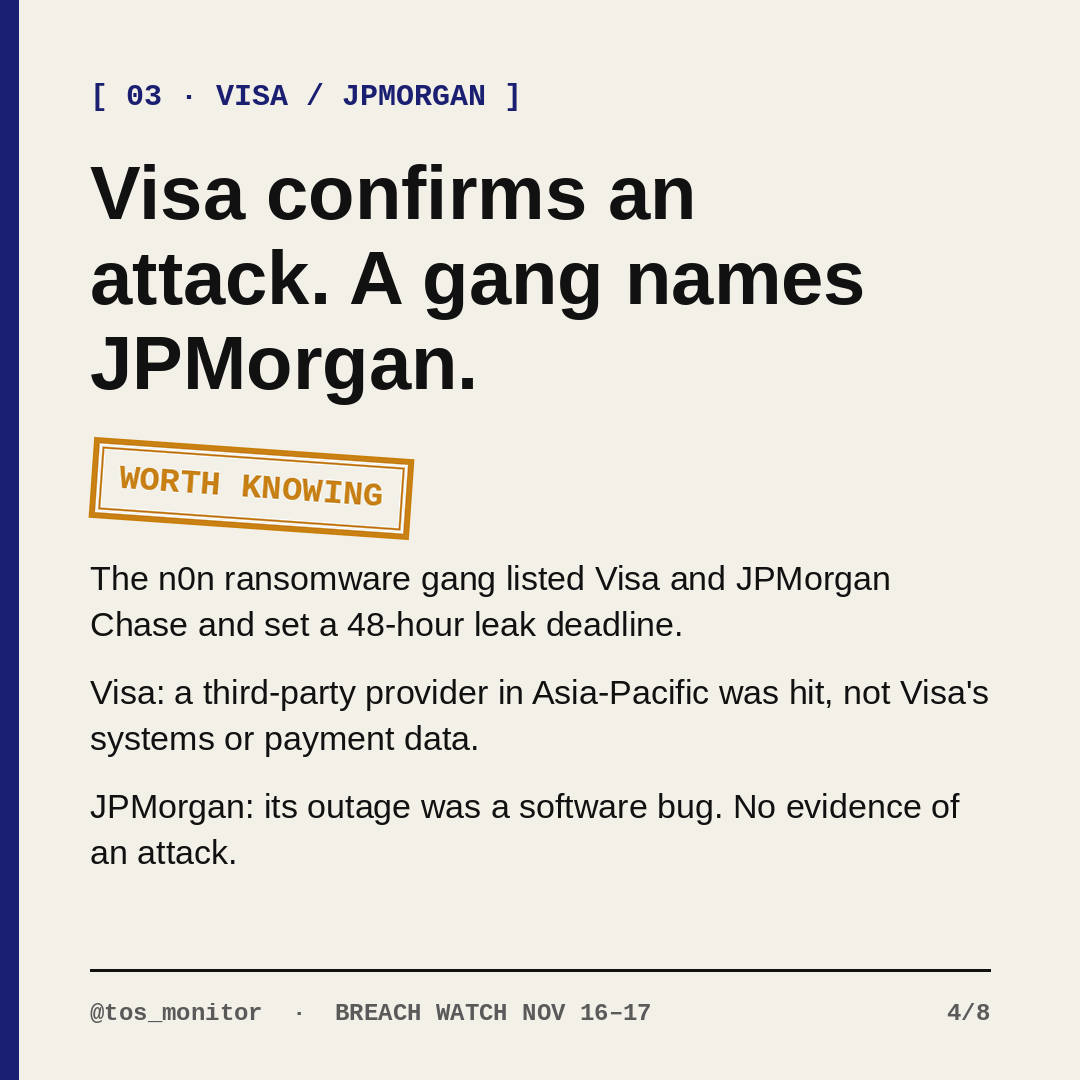 [ 03 · VISA / JPMORGAN ]
Visa confirms an
attack. A gang names
JPMorgan.
WORTH KNOWING
The n0n ransomware gang listed Visa and JPMorgan
Chase and set a 48-hour leak deadline.
Visa: a third-party provider in Asia-Pacific was hit, not Visa's
systems or payment data.
JPMorgan: its outage was a software bug. No evidence of
an attack.
@tos_monitor · BREACH WATCH NOV 16–17 4/8